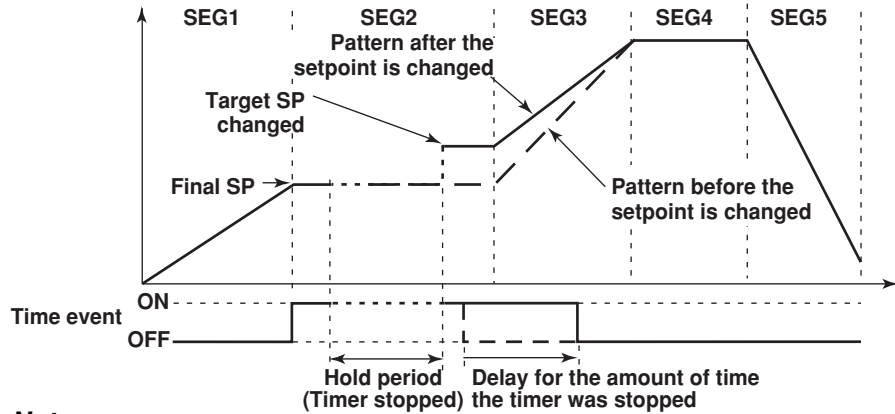 SEG1 SEG2 SEG3 SEG4 SEG5
Pattern after the
setpoint is changed
Target SP
changed
Final SP
Pattern before the
setpoint is changed
ON
Time event
OFF
Hold period
(Timer stopped)
Delay for the amount of time
the timer was stopped